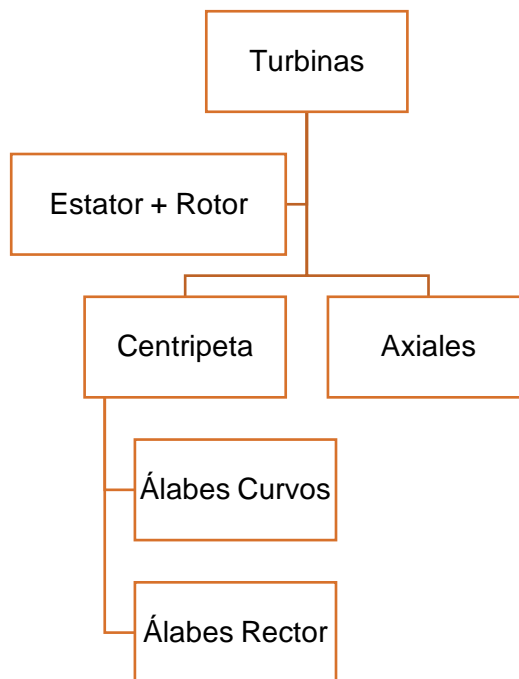 Turbinas
Estator + Rotor
Centripeta
Axiales
Álabes Curvos
Álabes Rector